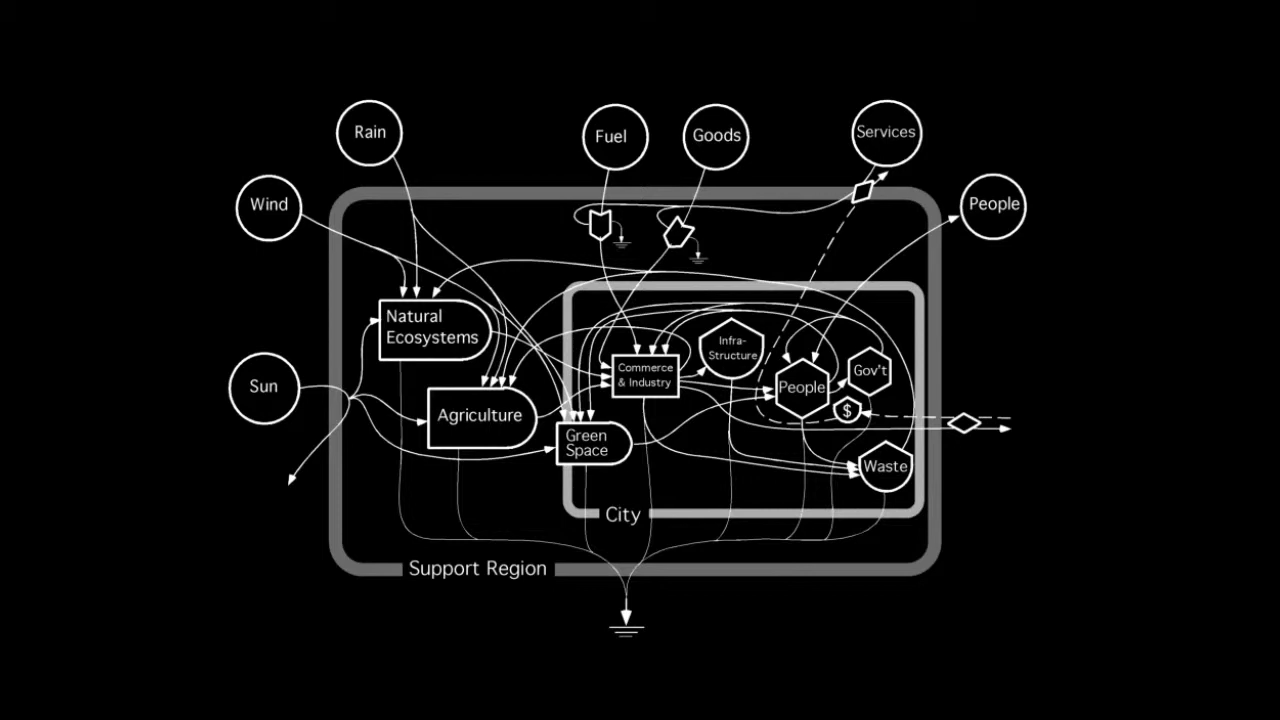 Rain
Fuel
Goods
Services
Wind
People
Natural
Ecosystems
Infra-
Structure
Commerce
& Industry
Gov't
People
Sun
$
Agriculture
Green
Space
Waste
City
Support Region